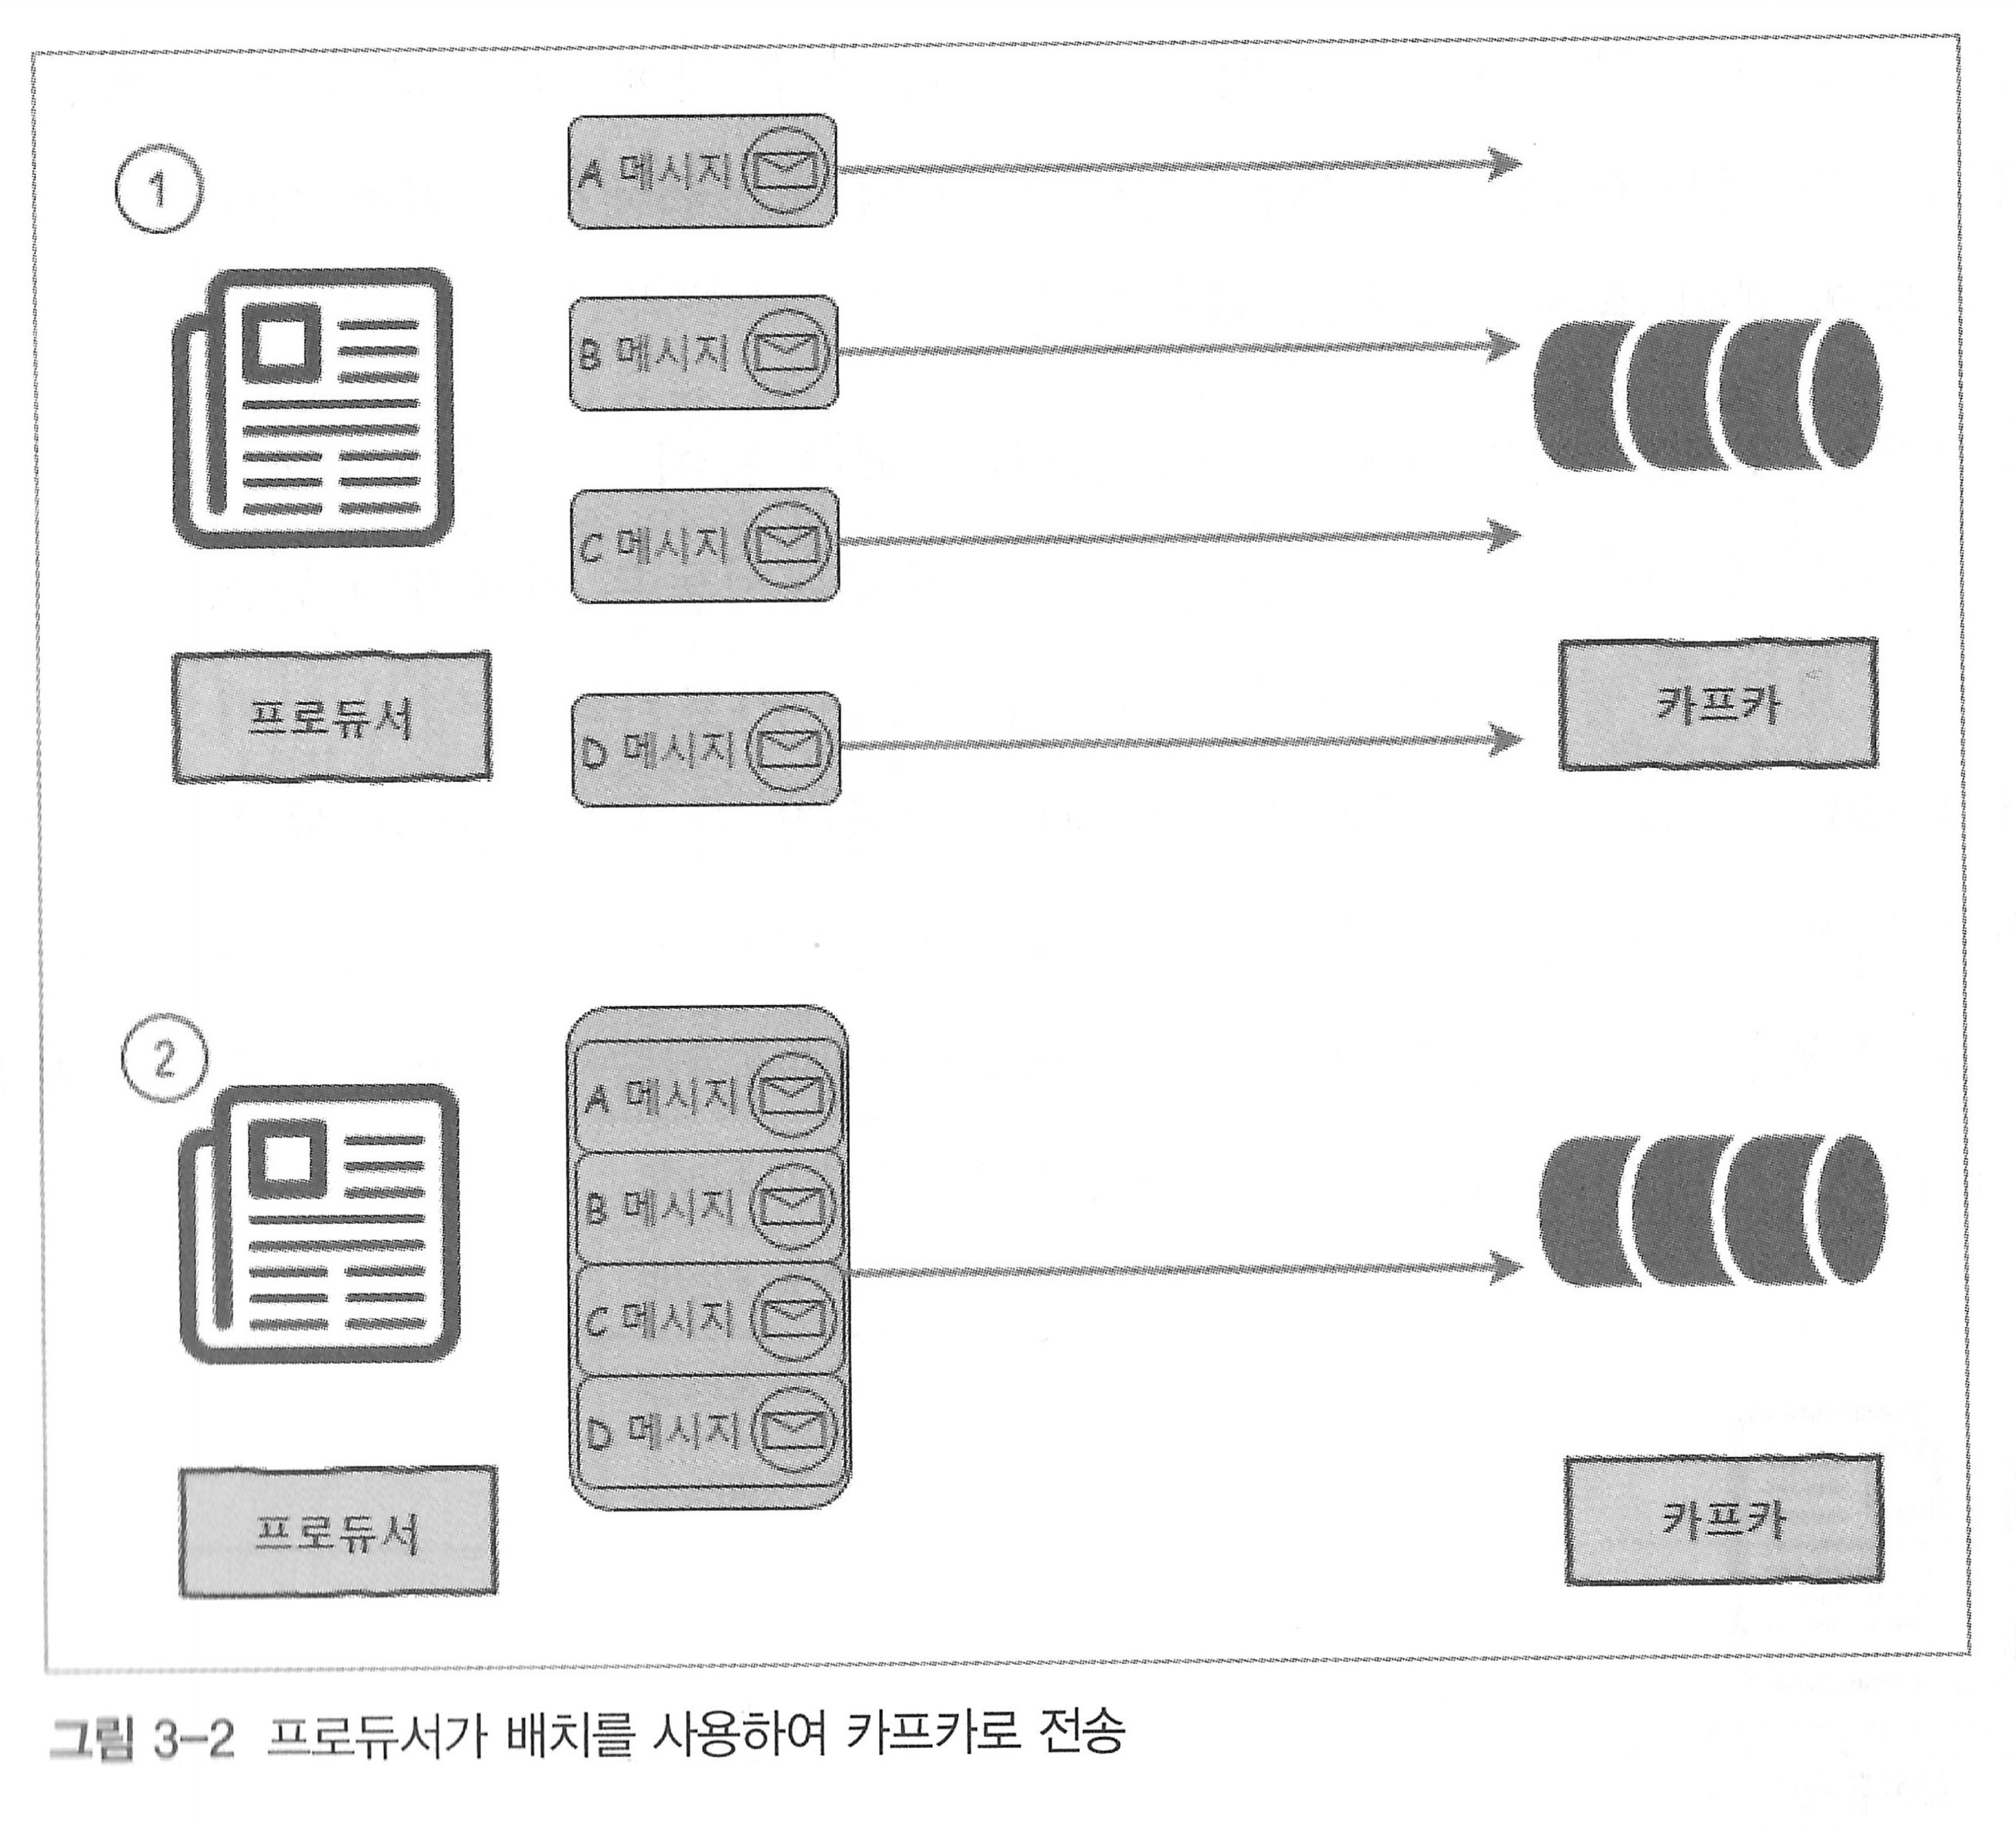 1
A 메시지
B 메시지
C 메시지
프로듀서
D 메시지
카프카
2
A 메시지
B 메시지
C 메시지
D 메시지
프로듀서
카프카
그림 3-2 프로듀서가 배치를 사용하여 카프카로 전송